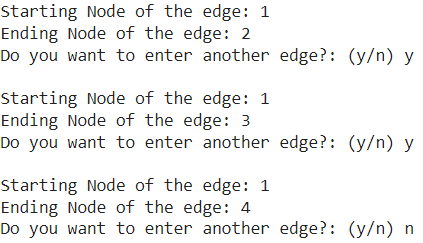 Starting Node of the edge: 1
Ending Node of the edge: 2
Do you want to enter another edge?: (y/n) y
Starting Node of the edge: 1
Ending Node of the edge: 3
Do you want to enter another edge?: (y/n) y
Starting Node of the edge: 1
Ending Node of the edge: 4
Do you want to enter another edge?: (y/n) n